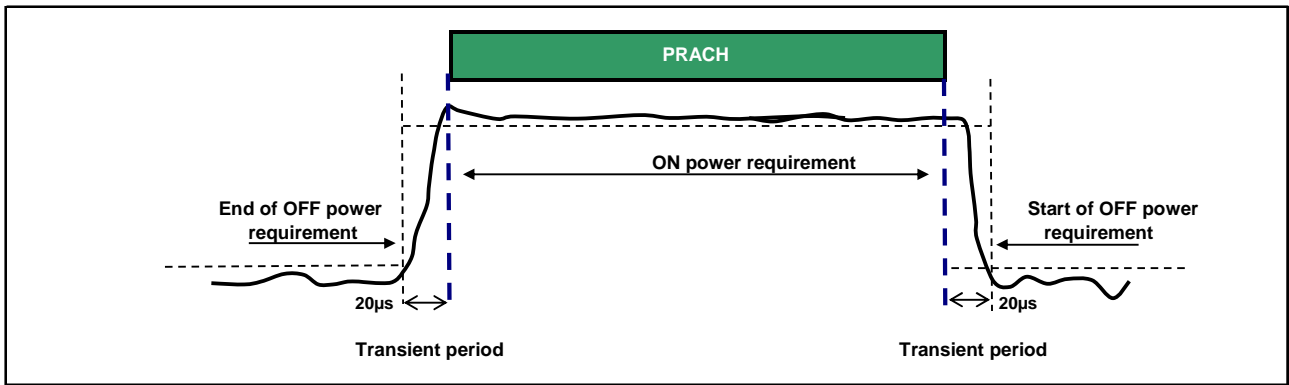 PRACH
ON power requirement
End of OFF power
requirement
Start of OFF power
requirement
20µs
20µs
Transient period
Transient period